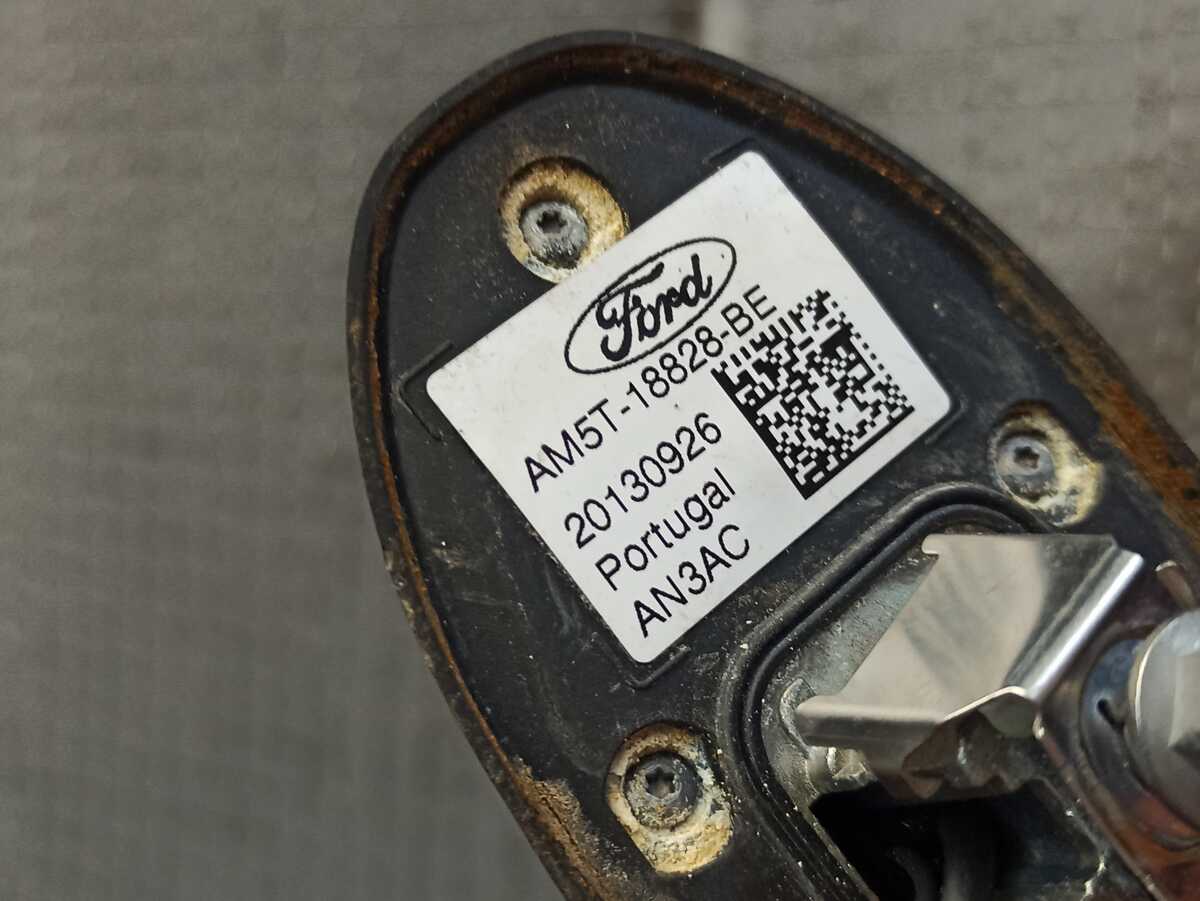 Ford
AM5T-18828-BE
20130926
Portugal
AN3AC